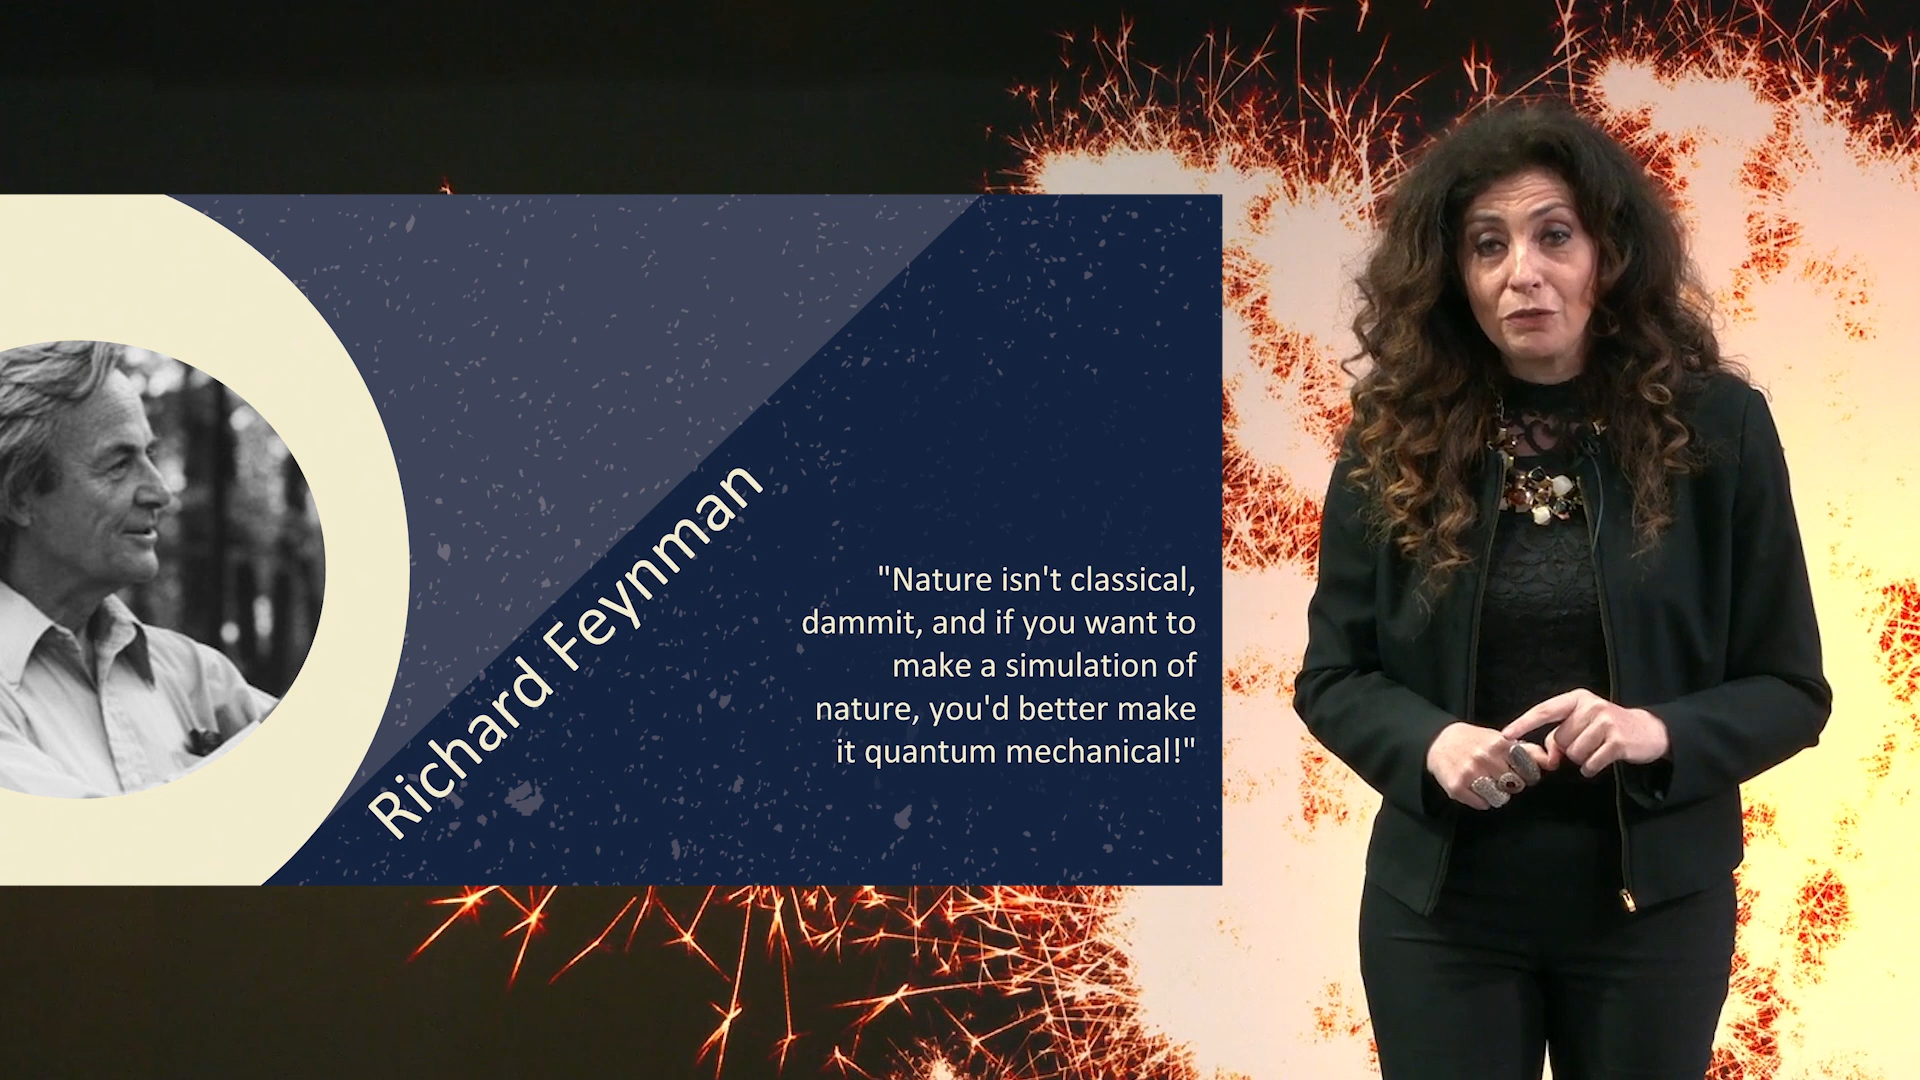 Richard Feynman
"Nature isn't classical,
dammit, and if you want to
make a simulation of
nature, you'd better make
it quantum mechanical!"